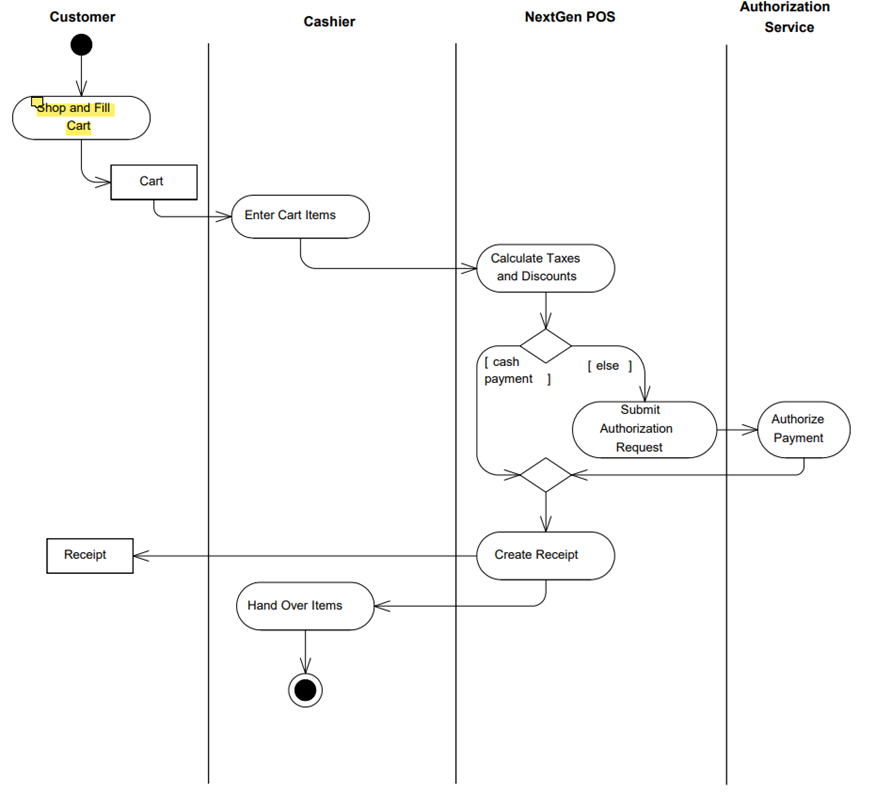 Customer
Cashier
NextGen POS
Authorization
Service
Shop and Fill
Cart
Cart
Enter Cart Items
Calculate Taxes
and Discounts
[ cash
payment ]
[ else ]
Submit
Authorization
Request
Authorize
Payment
Receipt
Create Receipt
Hand Over Items